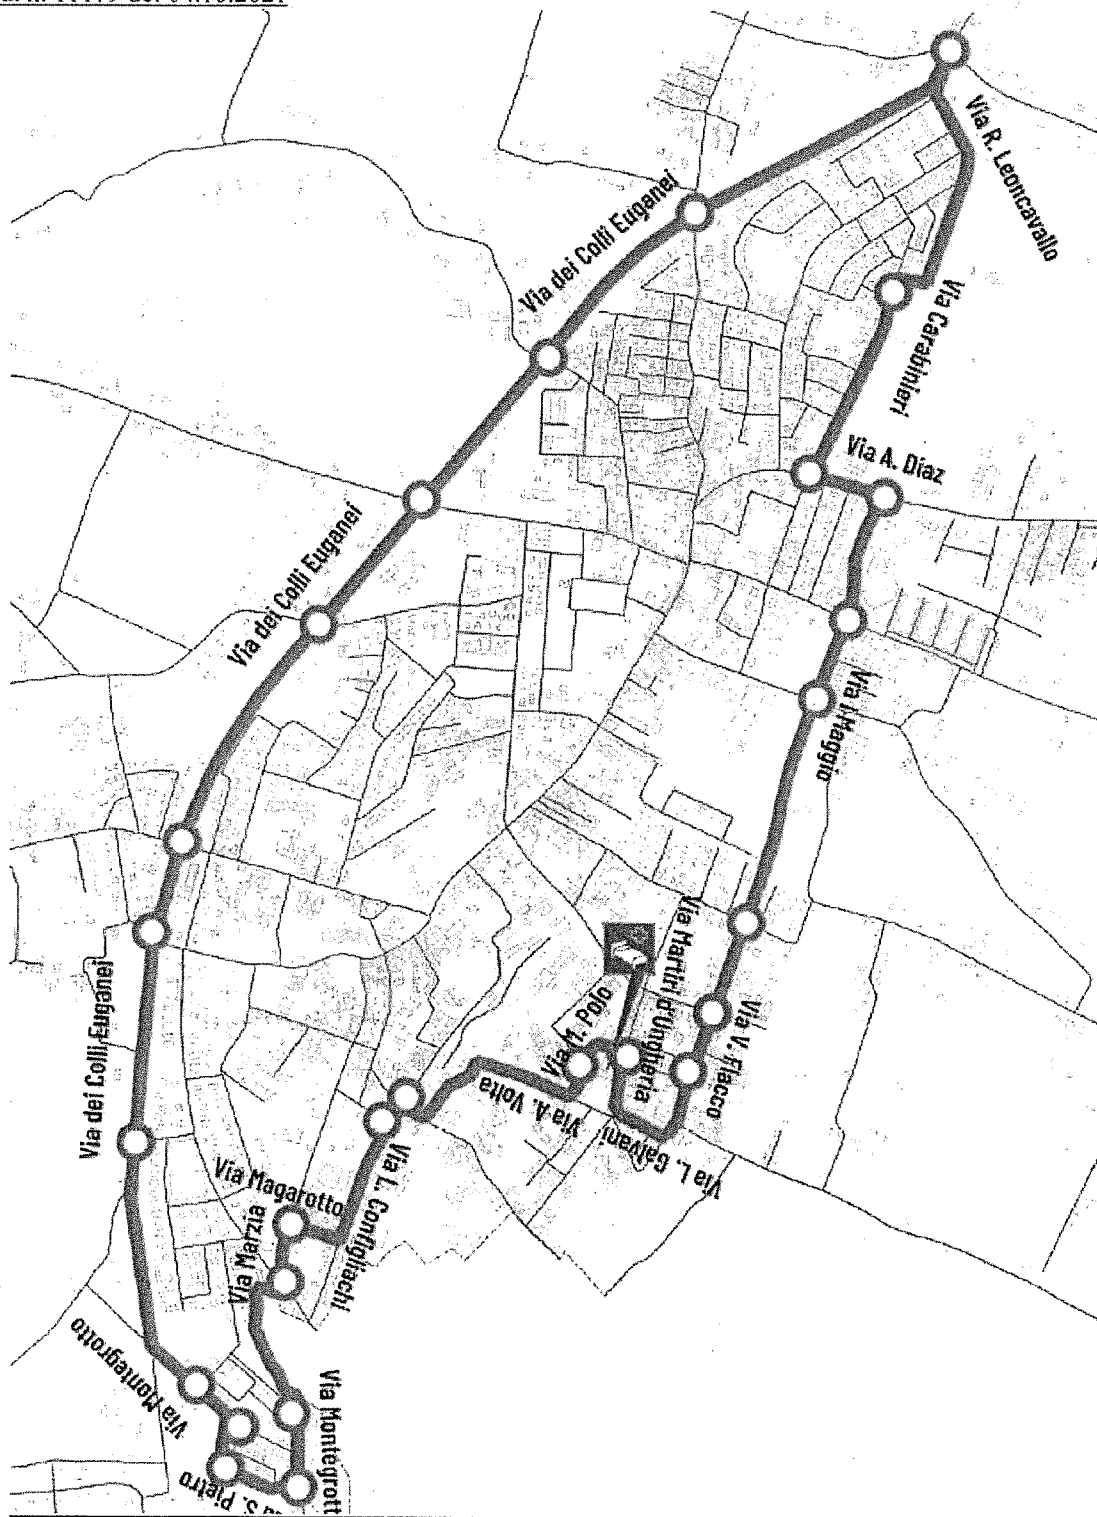 Via R. Leoncavallo
Via dei Colli Euganei
Via Carabinieri
Via A. Diaz
Via dei Colli Euganei
Via I Maggio
Via Martiri d'Ungheria
Via M. Polo
Via V. Flacco
Via dei Colli Euganei
Via A. Volta
Via L. Galvani
Via L. Configliachi
Via Magarotto
Via Marzia
Via Montegrotto
Via Montegrott
S. Pietro